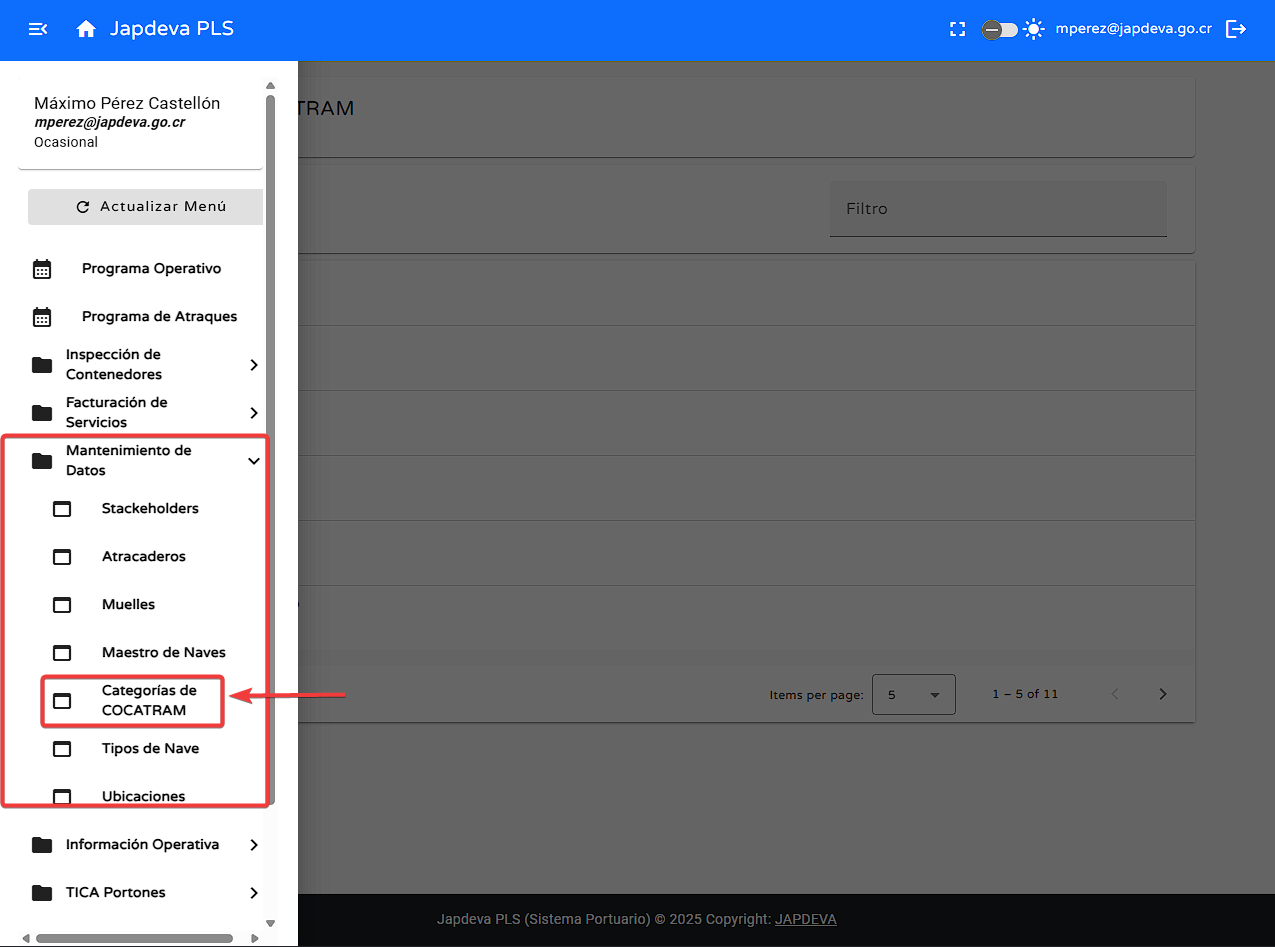 Japdeva PLS
mperez@japdeva.go.cr
Máximo Pérez Castellón
mperez@japdeva.go.cr
Ocasional
Actualizar Menú
Programa Operativo
Programa de Atraques
Inspección de
Contenedores
Facturación de
Servicios
Mantenimiento de
Datos
Stackeholders
Atracaderos
Muelles
Maestro de Naves
Categorías de
COCATRAM
Tipos de Nave
Ubicaciones
Información Operativa
TICA Portones
TRAM
Filtro
Items per page:
5
1 – 5 of 11
Japdeva PLS (Sistema Portuario) © 2025 Copyright: JAPDEVA